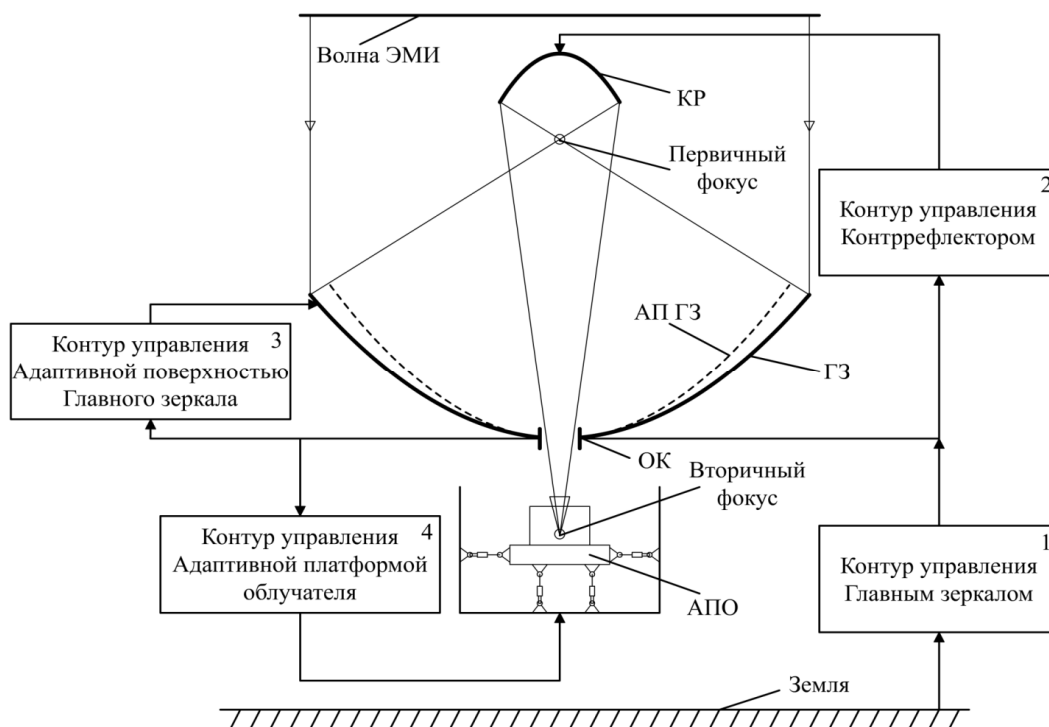 Волна ЭМИ
КР
Первичный
фокус
2
Контур управления
Контррефлектором
АП ГЗ
ГЗ
3
Контур управления
Адаптивной поверхностью
Главного зеркала
ОК
Вторичный
фокус
4
Контур управления
Адаптивной платформой
облучателя
АПО
1
Контур управления
Главным зеркалом
Земля